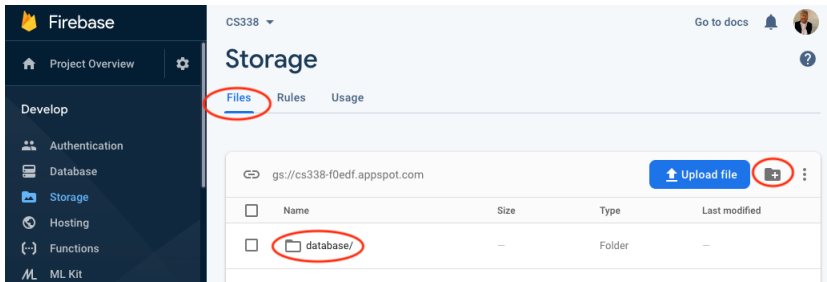 Firebase
Project Overview
Develop
Authentication
Database
Storage
Hosting
Functions
ML Kit
CS338
Go to docs
Storage
?
Files Rules Usage
gs://cs338-f0edf.appspot.com
Upload file
Name Size Type Last modified
database/ — Folder —